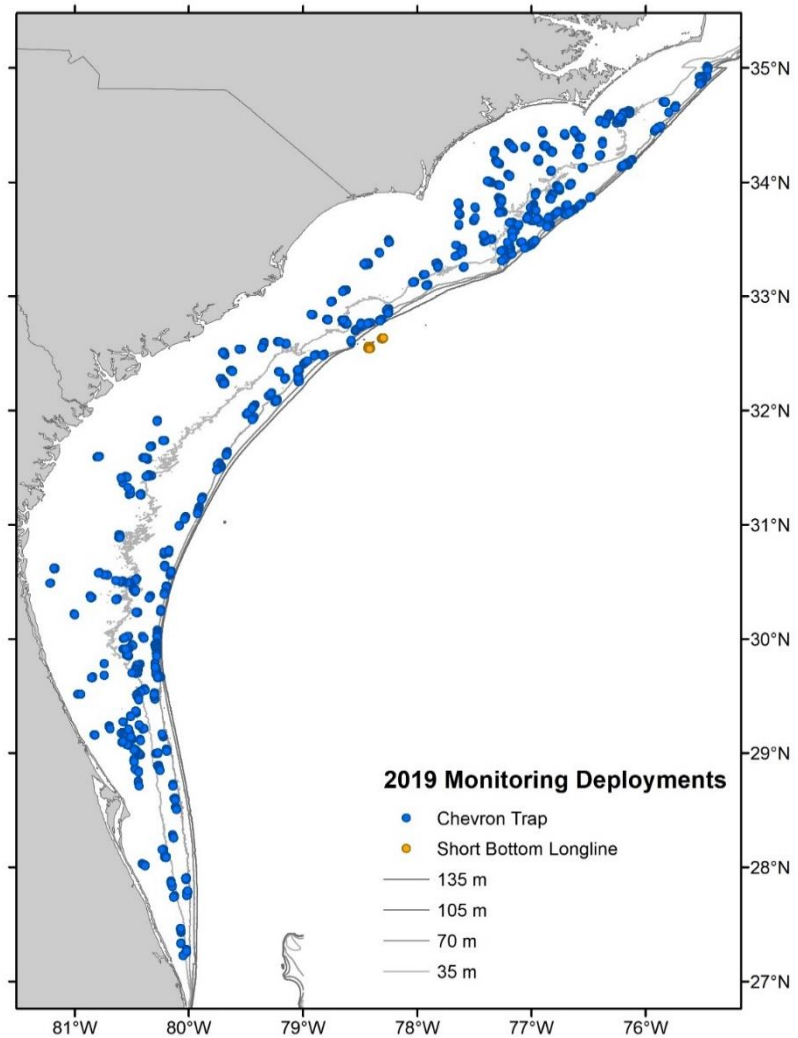 35°N
34°N
33°N
32°N
31°N
30°N
29°N
28°N
27°N
2019 Monitoring Deployments
Chevron Trap
Short Bottom Longline
135 m
105 m
70 m
35 m
81°W 80°W 79°W 78°W 77°W 76°W